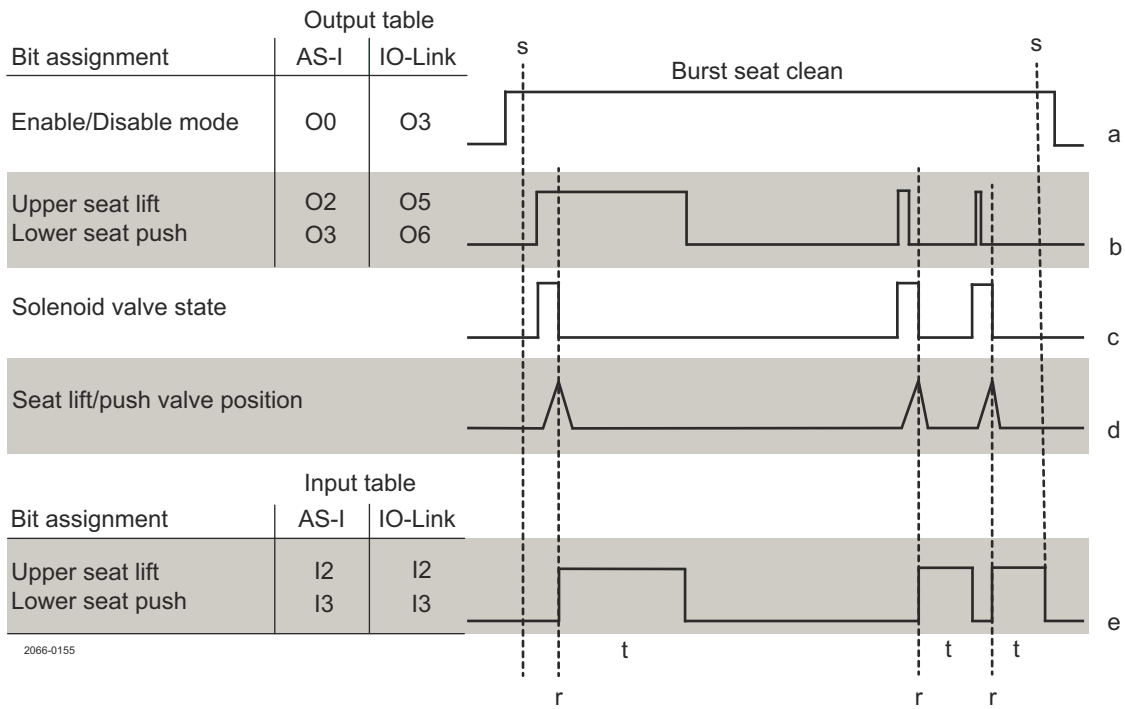 Output table
Bit assignment AS-I IO-Link
s s
Burst seat clean
Enable/Disable mode O0 O3
a
Upper seat lift O2 O5
Lower seat push O3 O6
b
Solenoid valve state
c
Seat lift/push valve position
d
Input table
Bit assignment AS-I IO-Link
Upper seat lift I2 I2
Lower seat push I3 I3
e
2066-0155
t t t
r r r